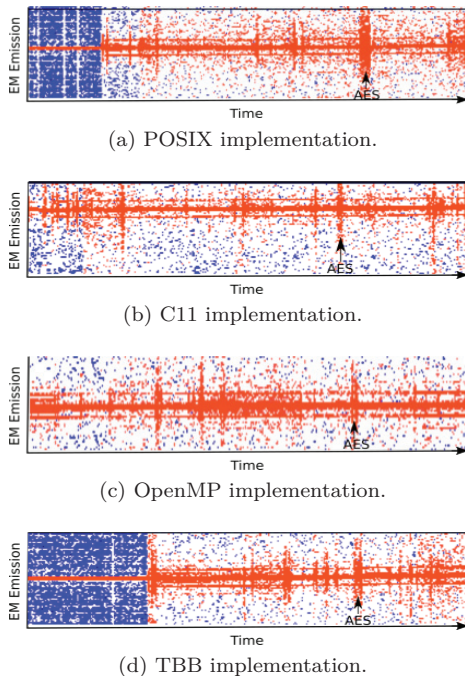 EM Emission
AES
Time
(a) POSIX implementation.
EM Emission
AES
Time
(b) C11 implementation.
EM Emission
AES
Time
(c) OpenMP implementation.
EM Emission
AES
Time
(d) TBB implementation.